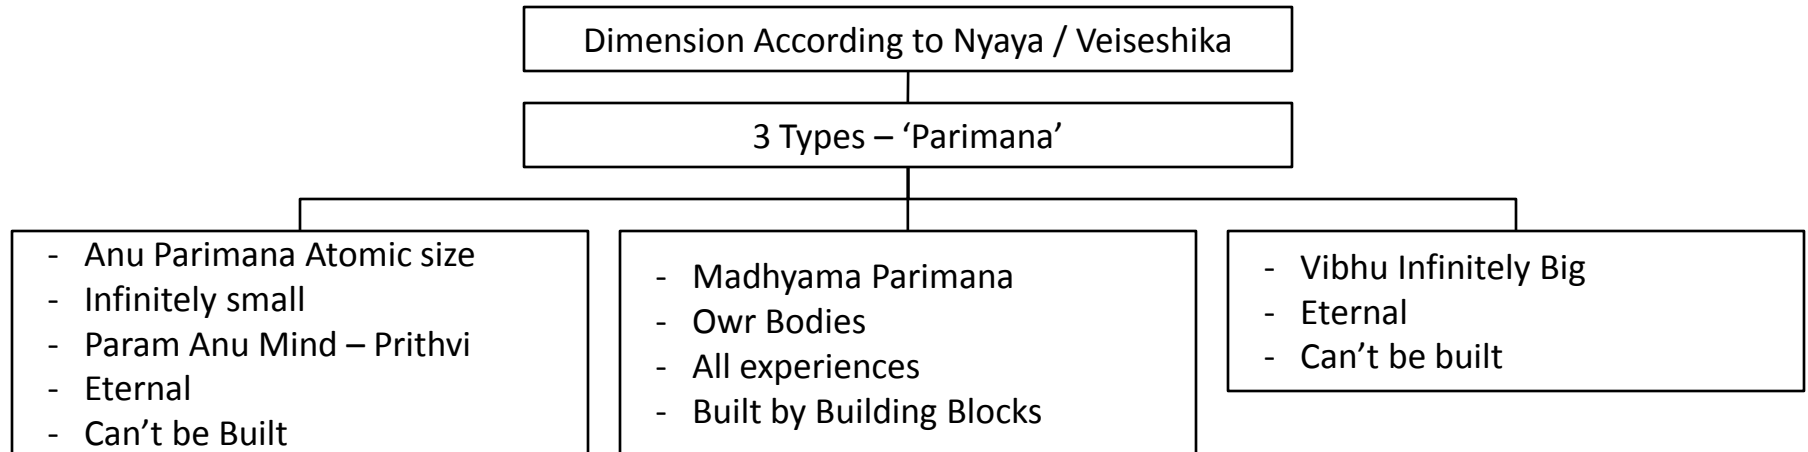 Dimension According to Nyaya / Veiseshika
3 Types – ‘Parimana’
- Anu Parimana Atomic size
- Infinitely small
- Param Anu Mind – Prithvi
- Eternal
- Can’t be Built
- Madhyama Parimana
- Owr Bodies
- All experiences
- Built by Building Blocks
- Vibhu Infinitely Big
- Eternal
- Can’t be built